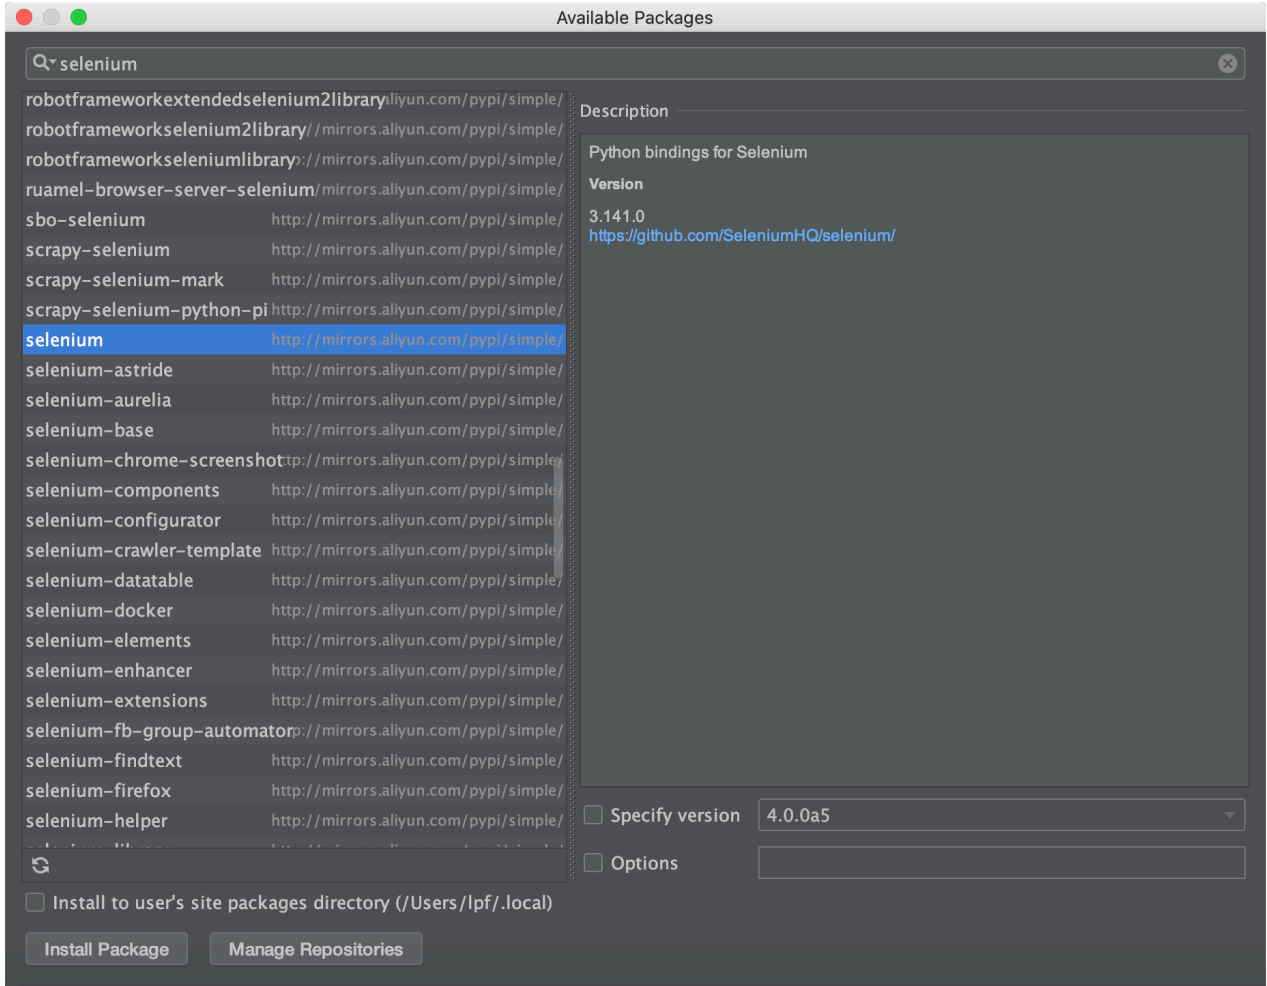 Available Packages
selenium
robotframeworkextendedselenium2library aliyun.com/pypi/simple/
robotframeworkselenium2library //mirrors.aliyun.com/pypi/simple/
robotframeworkseleniumlibrary ://mirrors.aliyun.com/pypi/simple/
ruamel-browser-server-selenium /mirrors.aliyun.com/pypi/simple/
sbo-selenium http://mirrors.aliyun.com/pypi/simple/
scrapy-selenium http://mirrors.aliyun.com/pypi/simple/
scrapy-selenium-mark http://mirrors.aliyun.com/pypi/simple/
scrapy-selenium-python-pi http://mirrors.aliyun.com/pypi/simple/
selenium http://mirrors.aliyun.com/pypi/simple/
selenium-astride http://mirrors.aliyun.com/pypi/simple/
selenium-aurelia http://mirrors.aliyun.com/pypi/simple/
selenium-base http://mirrors.aliyun.com/pypi/simple/
selenium-chrome-screenshot tp://mirrors.aliyun.com/pypi/simple/
selenium-components http://mirrors.aliyun.com/pypi/simple/
selenium-configurator http://mirrors.aliyun.com/pypi/simple/
selenium-crawler-template http://mirrors.aliyun.com/pypi/simple/
selenium-datatable http://mirrors.aliyun.com/pypi/simple/
selenium-docker http://mirrors.aliyun.com/pypi/simple/
selenium-elements http://mirrors.aliyun.com/pypi/simple/
selenium-enhancer http://mirrors.aliyun.com/pypi/simple/
selenium-extensions http://mirrors.aliyun.com/pypi/simple/
selenium-fb-group-automator ://mirrors.aliyun.com/pypi/simple/
selenium-findtext http://mirrors.aliyun.com/pypi/simple/
selenium-firefox http://mirrors.aliyun.com/pypi/simple/
selenium-helper http://mirrors.aliyun.com/pypi/simple/
Description
Python bindings for Selenium
Version
3.141.0
https://github.com/SeleniumHQ/selenium/
Specify version 4.0.0a5
Options
Install to user's site packages directory (/Users/lpf/.local)
Install Package Manage Repositories